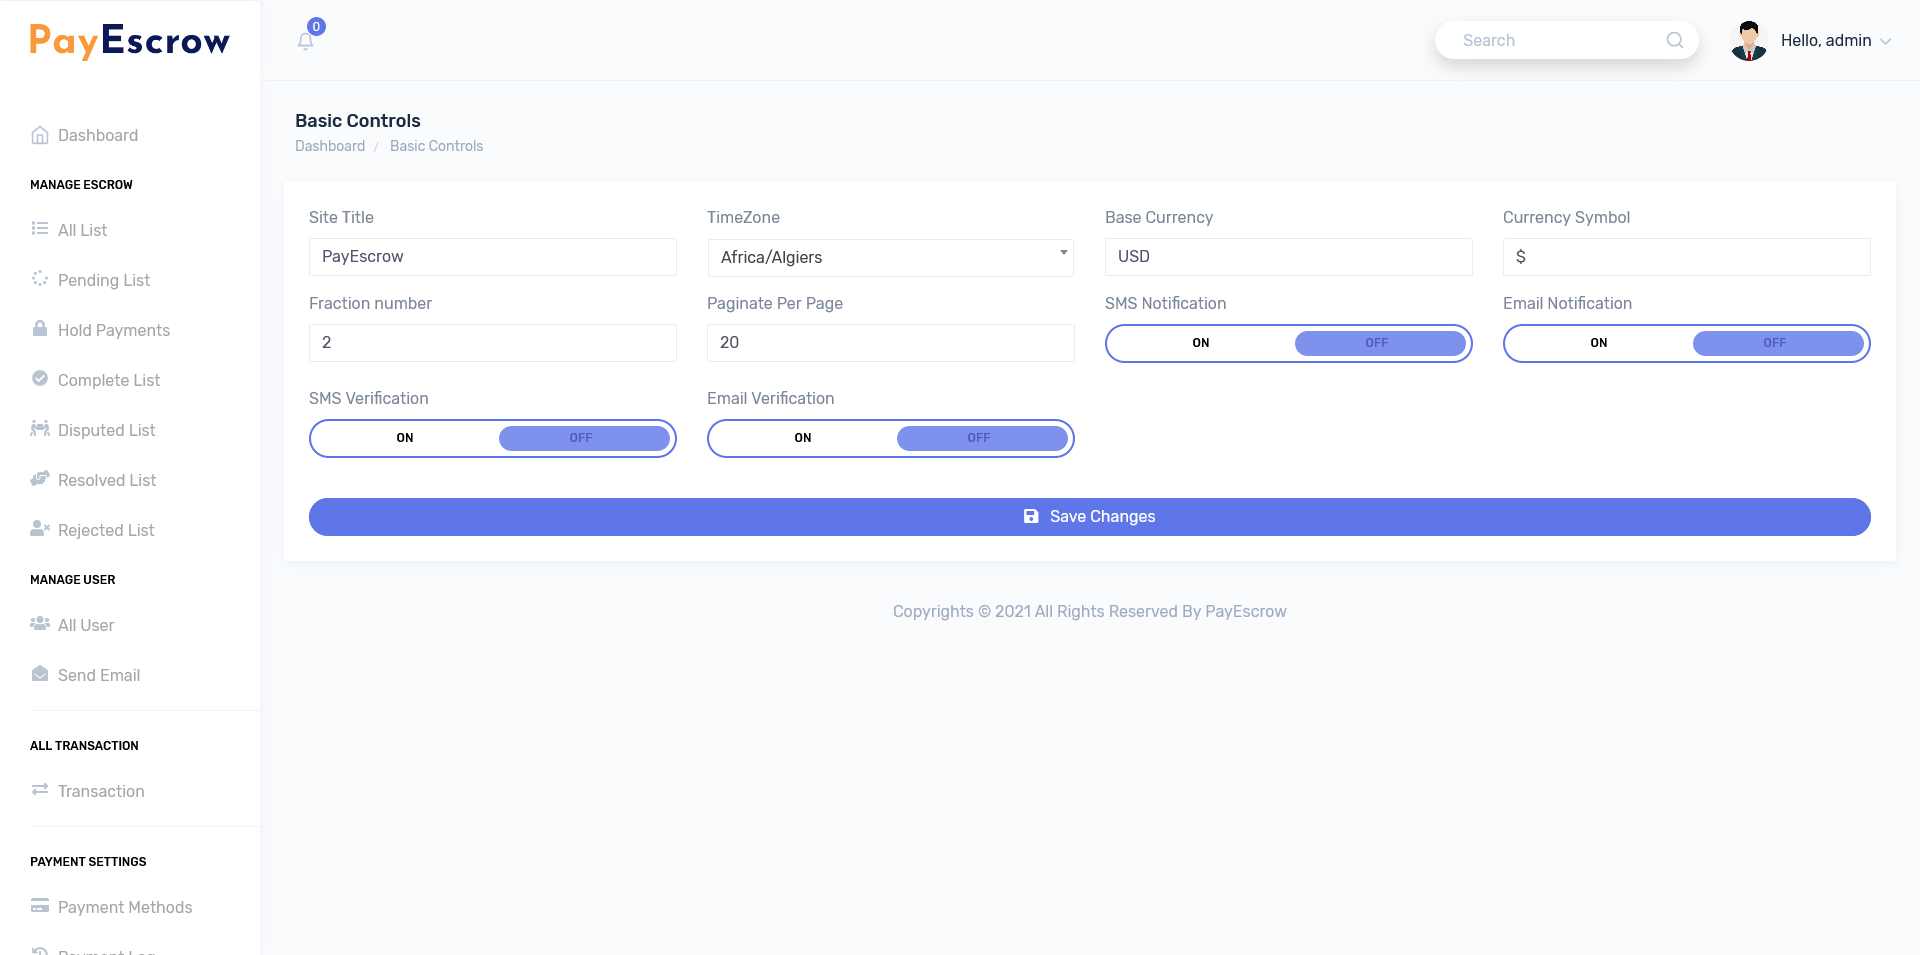 PayEscrow
0
Search
Hello, admin
Dashboard
MANAGE ESCROW
All List
Pending List
Hold Payments
Complete List
Disputed List
Resolved List
Rejected List
MANAGE USER
All User
Send Email
ALL TRANSACTION
Transaction
PAYMENT SETTINGS
Payment Methods
Payment Log
Basic Controls
Dashboard / Basic Controls
Site Title
PayEscrow
TimeZone
Africa/Algiers
Base Currency
USD
Currency Symbol
$
Fraction number
2
Paginate Per Page
20
SMS Notification
ON OFF
Email Notification
ON OFF
SMS Verification
ON OFF
Email Verification
ON OFF
Save Changes
Copyrights © 2021 All Rights Reserved By PayEscrow